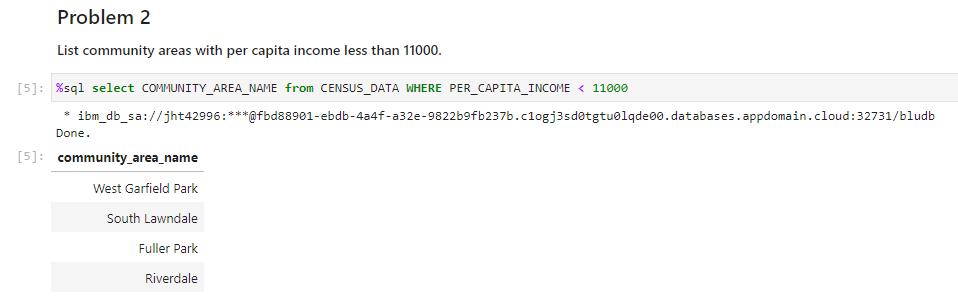 Problem 2
List community areas with per capita income less than 11000.
[5]: %sql select COMMUNITY_AREA_NAME from CENSUS_DATA WHERE PER_CAPITA_INCOME < 11000
* ibm_db_sa://jht42996:***@fbd88901-ebdb-4a4f-a32e-9822b9fb237b.c1ogj3sd0tgtu0lqde00.databases.appdomain.cloud:32731/bludb
Done.
[5]: community_area_name
West Garfield Park
South Lawndale
Fuller Park
Riverdale